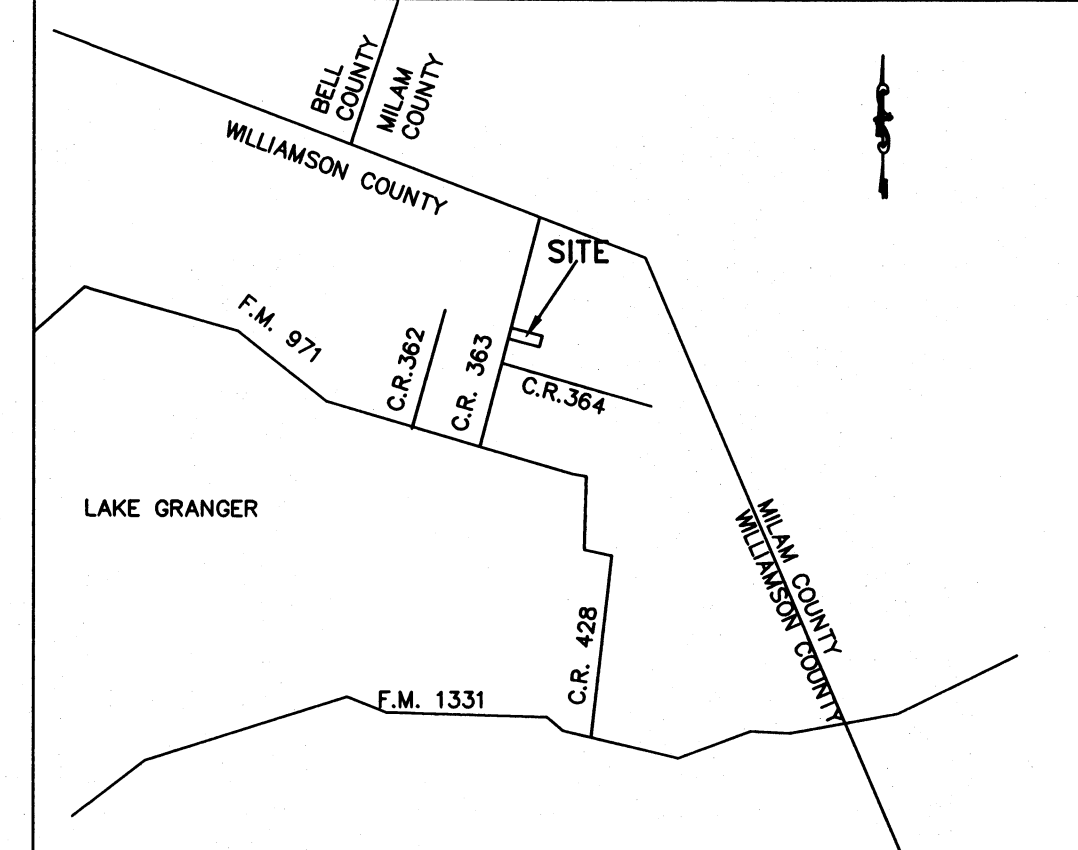 BELL
COUNTY
MILAM
COUNTY
WILLIAMSON COUNTY
SITE
F.M. 971
C.R.362
C.R. 363
C.R.364
LAKE GRANGER
MILAM COUNTY
WILLIAMSON COUNTY
C.R. 428
F.M. 1331